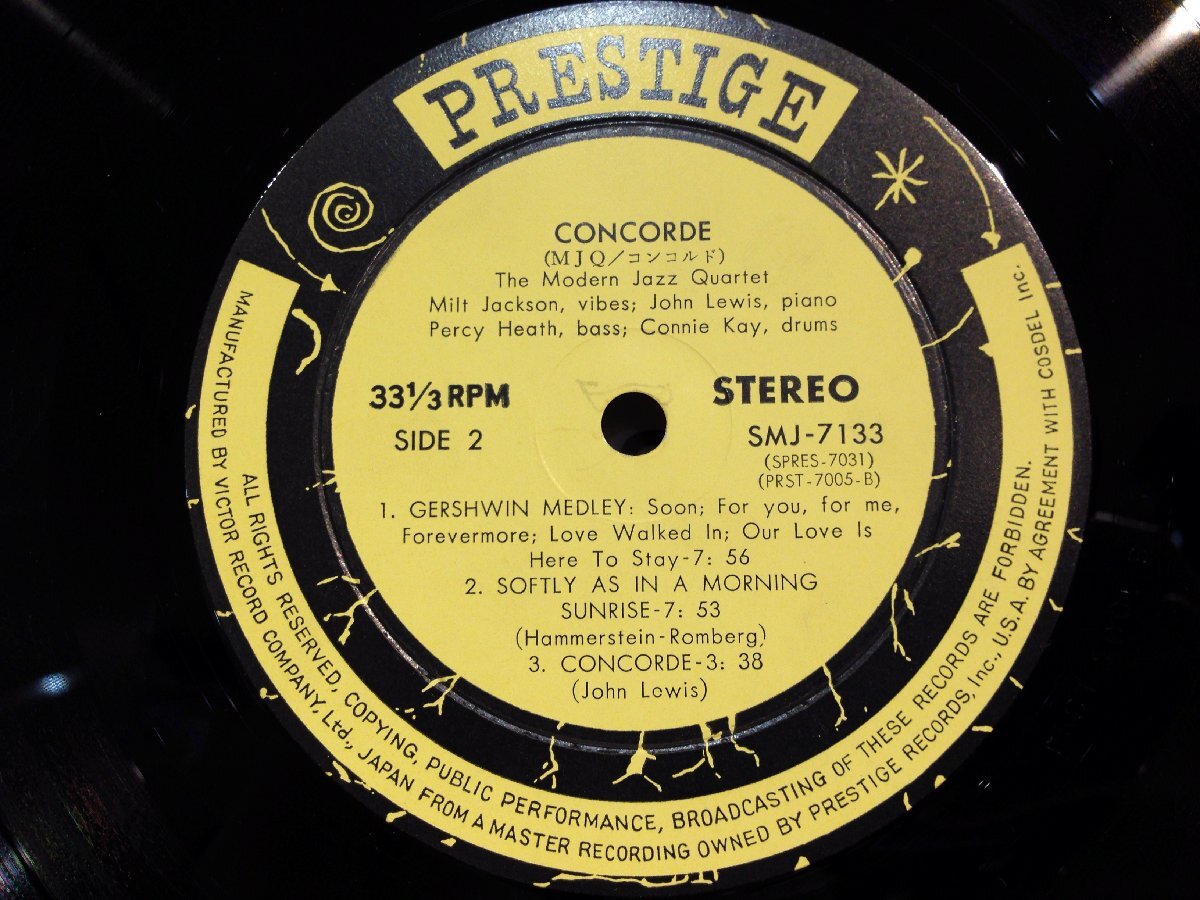 PRESTIGE
CONCORDE
(MJQ/コンコルド)
The Modern Jazz Quartet
Milt Jackson, vibes; John Lewis, piano
Percy Heath, bass; Connie Kay, drums
33 1/3 RPM
STEREO
SIDE 2
SMJ-7133
(SPRES-7031)
(PRST-7005-B)
1. GERSHWIN MEDLEY: Soon; For you, for me,
Forevermore; Love Walked In; Our Love Is
Here To Stay-7: 56
2. SOFTLY AS IN A MORNING
SUNRISE-7: 53
(Hammerstein-Romberg)
3. CONCORDE-3: 38
(John Lewis)
ALL RIGHTS RESERVED, COPYING, PUBLIC PERFORMANCE, BROADCASTING OF THESE RECORDS ARE FORBIDDEN.
MANUFACTURED BY VICTOR RECORD COMPANY, Ltd., JAPAN FROM A MASTER RECORDING OWNED BY PRESTIGE RECORDS, Inc., U.S.A. BY AGREEMENT WITH COSDEL Inc.